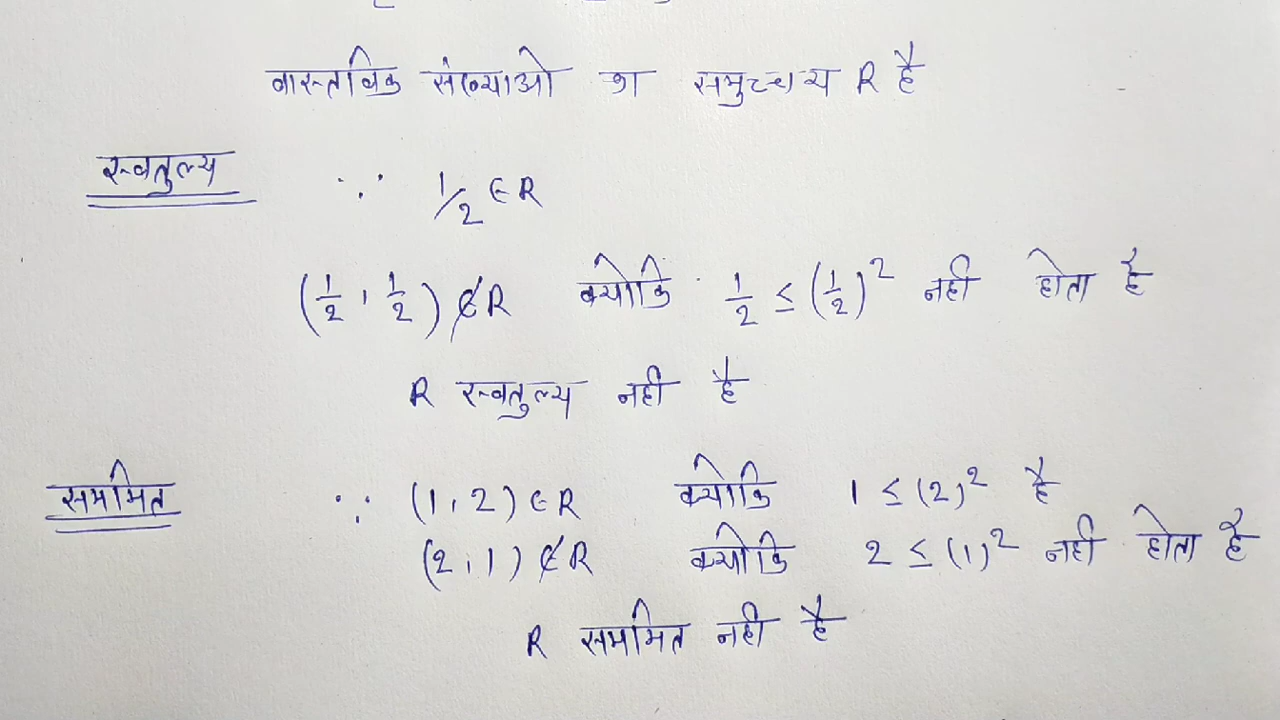 वास्तविक संख्याओ का समुच्चय R है
स्वतुल्य ∵ 1/2 ∈ R
(1/2, 1/2) ∉ R क्योकि 1/2 ≤ (1/2)² नही होता है
R स्वतुल्य नही है
सममित ∵ (1, 2) ∈ R क्योकि 1 ≤ (2)² है
(2, 1) ∉ R क्योकि 2 ≤ (1)² नही होता है
R सममित नही है